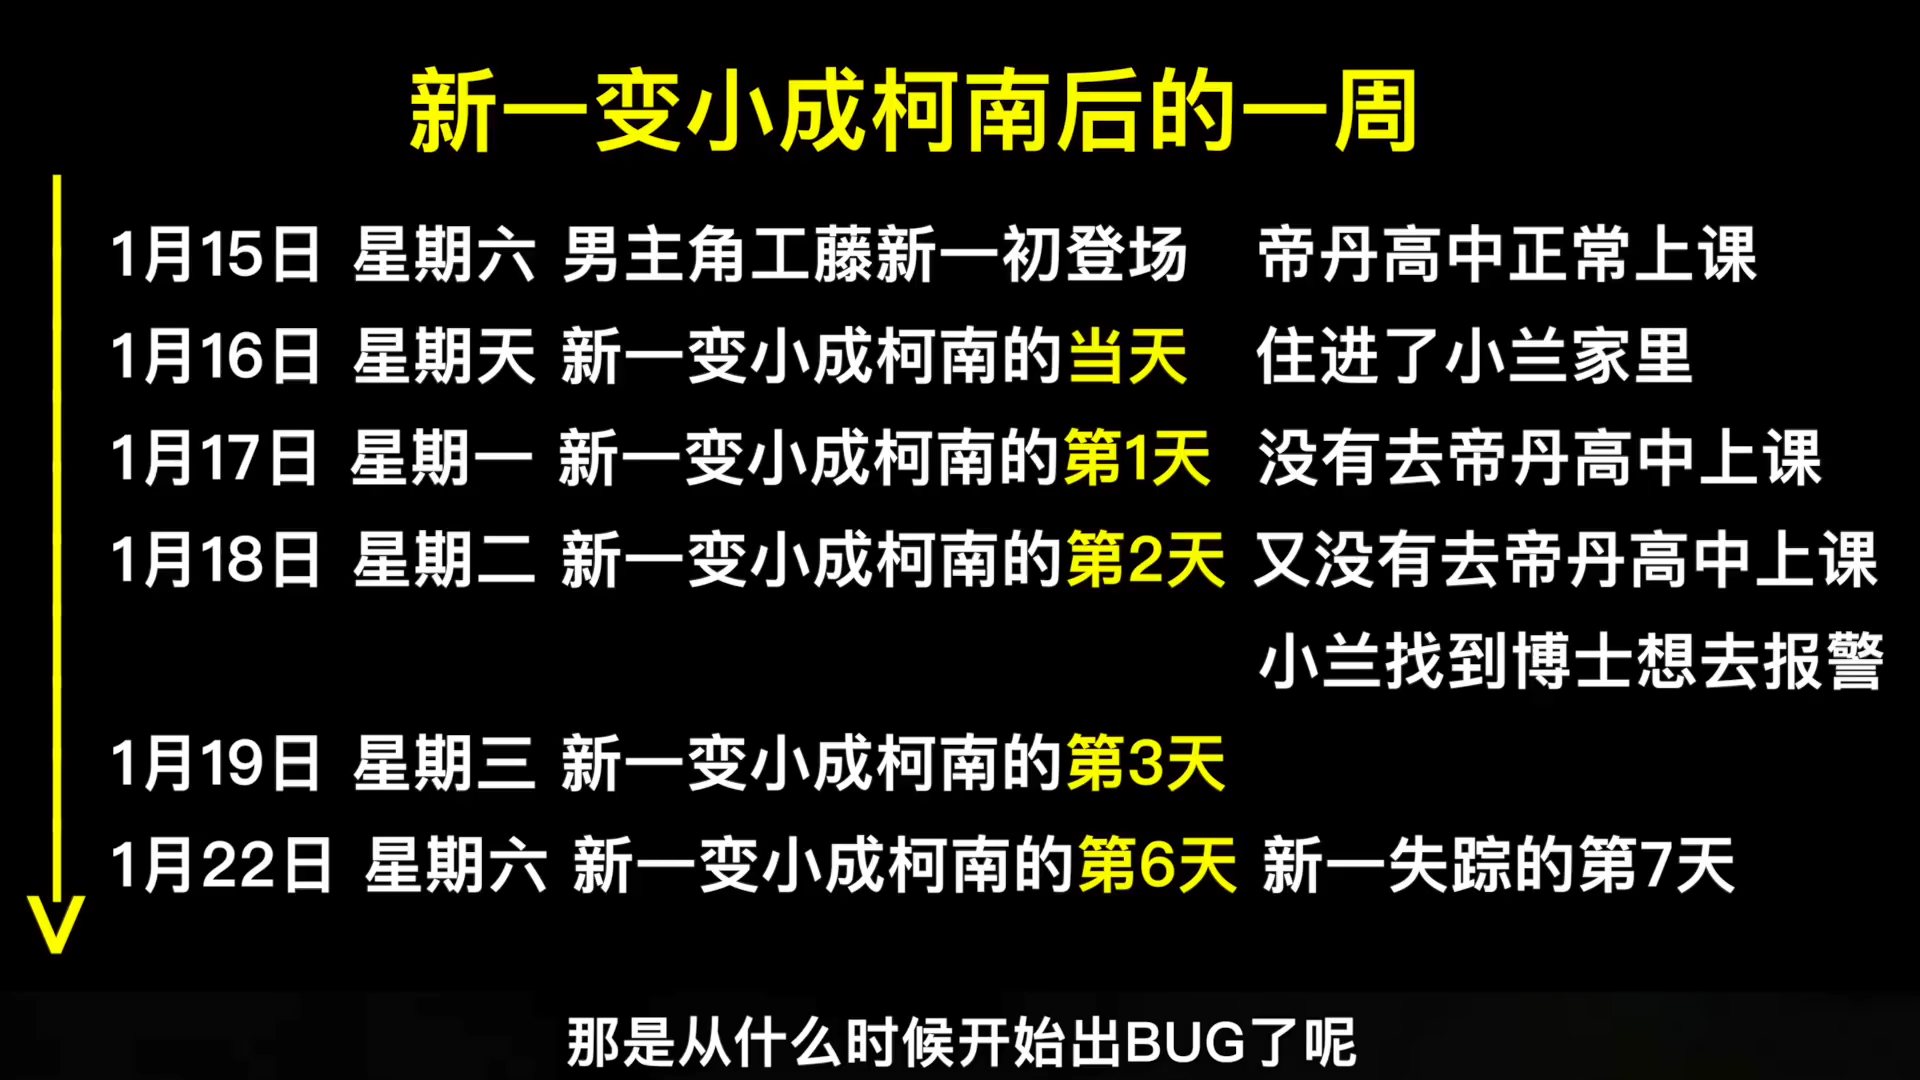 新一变小成柯南后的一周
1月15日 星期六 男主角工藤新一初登场 帝丹高中正常上课
1月16日 星期天 新一变小成柯南的当天 住进了小兰家里
1月17日 星期一 新一变小成柯南的第1天 没有去帝丹高中上课
1月18日 星期二 新一变小成柯南的第2天 又没有去帝丹高中上课
小兰找到博士想去报警
1月19日 星期三 新一变小成柯南的第3天
1月22日 星期六 新一变小成柯南的第6天 新一失踪的第7天
那是从什么时候开始出BUG了呢